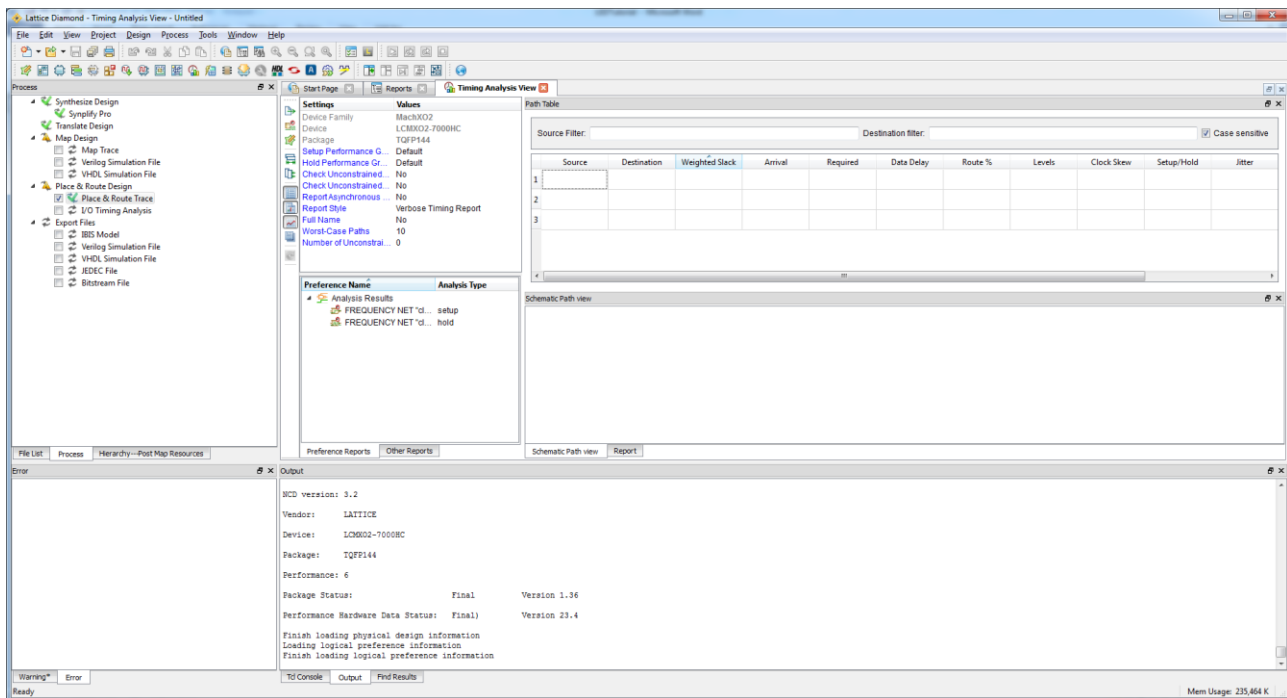 Lattice Diamond - Timing Analysis View - Untitled
File Edit View Project Design Process Tools Window Help
Process
Synthesize Design
Synplify Pro
Translate Design
Map Design
Map Trace
Verilog Simulation File
VHDL Simulation File
Place & Route Design
Place & Route Trace
I/O Timing Analysis
Export Files
IBIS Model
Verilog Simulation File
VHDL Simulation File
JEDEC File
Bitstream File
File List Process Hierarchy---Post Map Resources
Start Page Reports Timing Analysis View
Settings Values
Device Family MachXO2
Device LCMXO2-7000HC
Package TQFP144
Setup Performance G... Default
Hold Performance Gr... Default
Check Unconstrained... No
Check Unconstrained... No
Report Asynchronous ... No
Report Style Verbose Timing Report
Full Name No
Worst-Case Paths 10
Number of Unconstrai... 0
Preference Name Analysis Type
Analysis Results
FREQUENCY NET "cl... setup
FREQUENCY NET "cl... hold
Preference Reports Other Reports
Path Table
Source Filter: Destination filter: Case sensitive
Source Destination Weighted Slack Arrival Required Data Delay Route % Levels Clock Skew Setup/Hold Jitter
1
2
3
Schematic Path view
Schematic Path view Report
Error
Warning* Error
Output
NCD version: 3.2
Vendor: LATTICE
Device: LCMXO2-7000HC
Package: TQFP144
Performance: 6
Package Status: Final Version 1.36
Performance Hardware Data Status: Final) Version 23.4
Finish loading physical design information
Loading logical preference information
Finish loading logical preference information
Tcl Console Output Find Results
Ready Mem Usage: 235,464 K